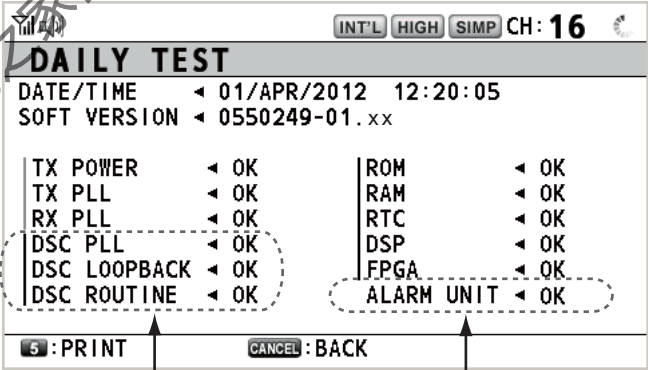 INT'L HIGH SIMP CH: 16
DAILY TEST
DATE/TIME ◄ 01/APR/2012 12:20:05
SOFT VERSION ◄ 0550249-01.xx
TX POWER ◄ OK
TX PLL ◄ OK
RX PLL ◄ OK
DSC PLL ◄ OK
DSC LOOPBACK ◄ OK
DSC ROUTINE ◄ OK
ROM ◄ OK
RAM ◄ OK
RTC ◄ OK
DSP ◄ OK
FPGA ◄ OK
ALARM UNIT ◄ OK
5 :PRINT CANCEL :BACK